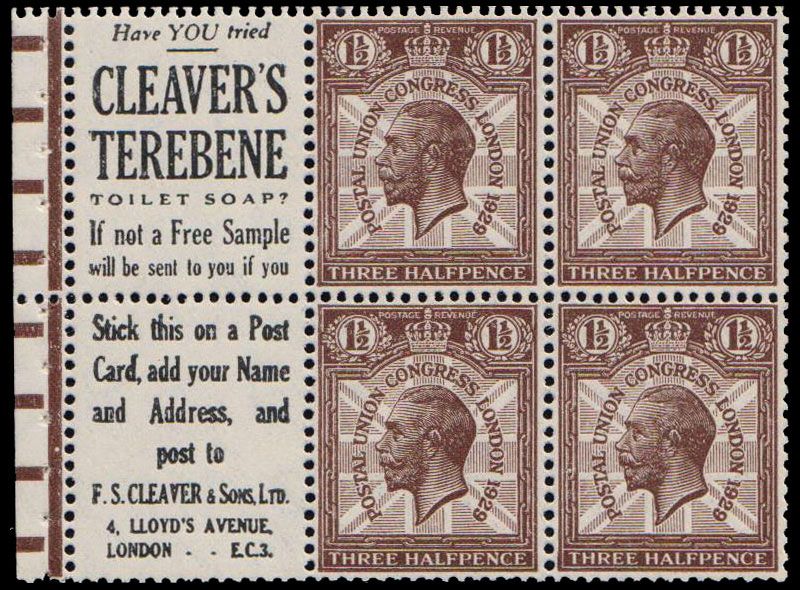 Have YOU tried
CLEAVER'S
TEREBENE
TOILET SOAP?
If not a Free Sample
will be sent to you if you
Stick this on a Post
Card, add your Name
and Address, and
post to
F. S. CLEAVER & SONS, LTD.
4, LLOYD'S AVENUE,
LONDON - - E.C.3.
POSTAGE REVENUE
1½ 1½
POSTAL UNION CONGRESS LONDON 1929
THREE HALFPENCE
POSTAGE REVENUE
1½ 1½
POSTAL UNION CONGRESS LONDON 1929
THREE HALFPENCE
POSTAGE REVENUE
1½ 1½
POSTAL UNION CONGRESS LONDON 1929
THREE HALFPENCE
POSTAGE REVENUE
1½ 1½
POSTAL UNION CONGRESS LONDON 1929
THREE HALFPENCE